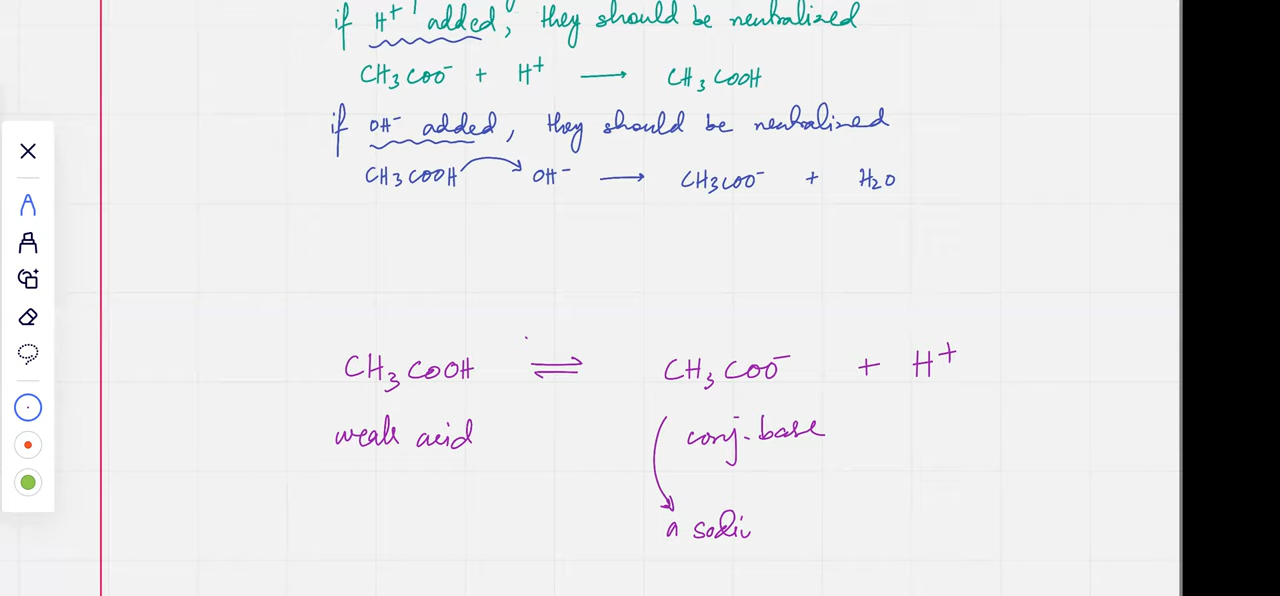 if H⁺ added, they should be neutralized
CH₃COO⁻ + H⁺ ⟶ CH₃COOH
if OH⁻ added, they should be neutralized
CH₃COOH OH⁻ ⟶ CH₃COO⁻ + H₂O
CH₃COOH ⇌ CH₃COO⁻ + H⁺
weak acid conj. base
a sodiu